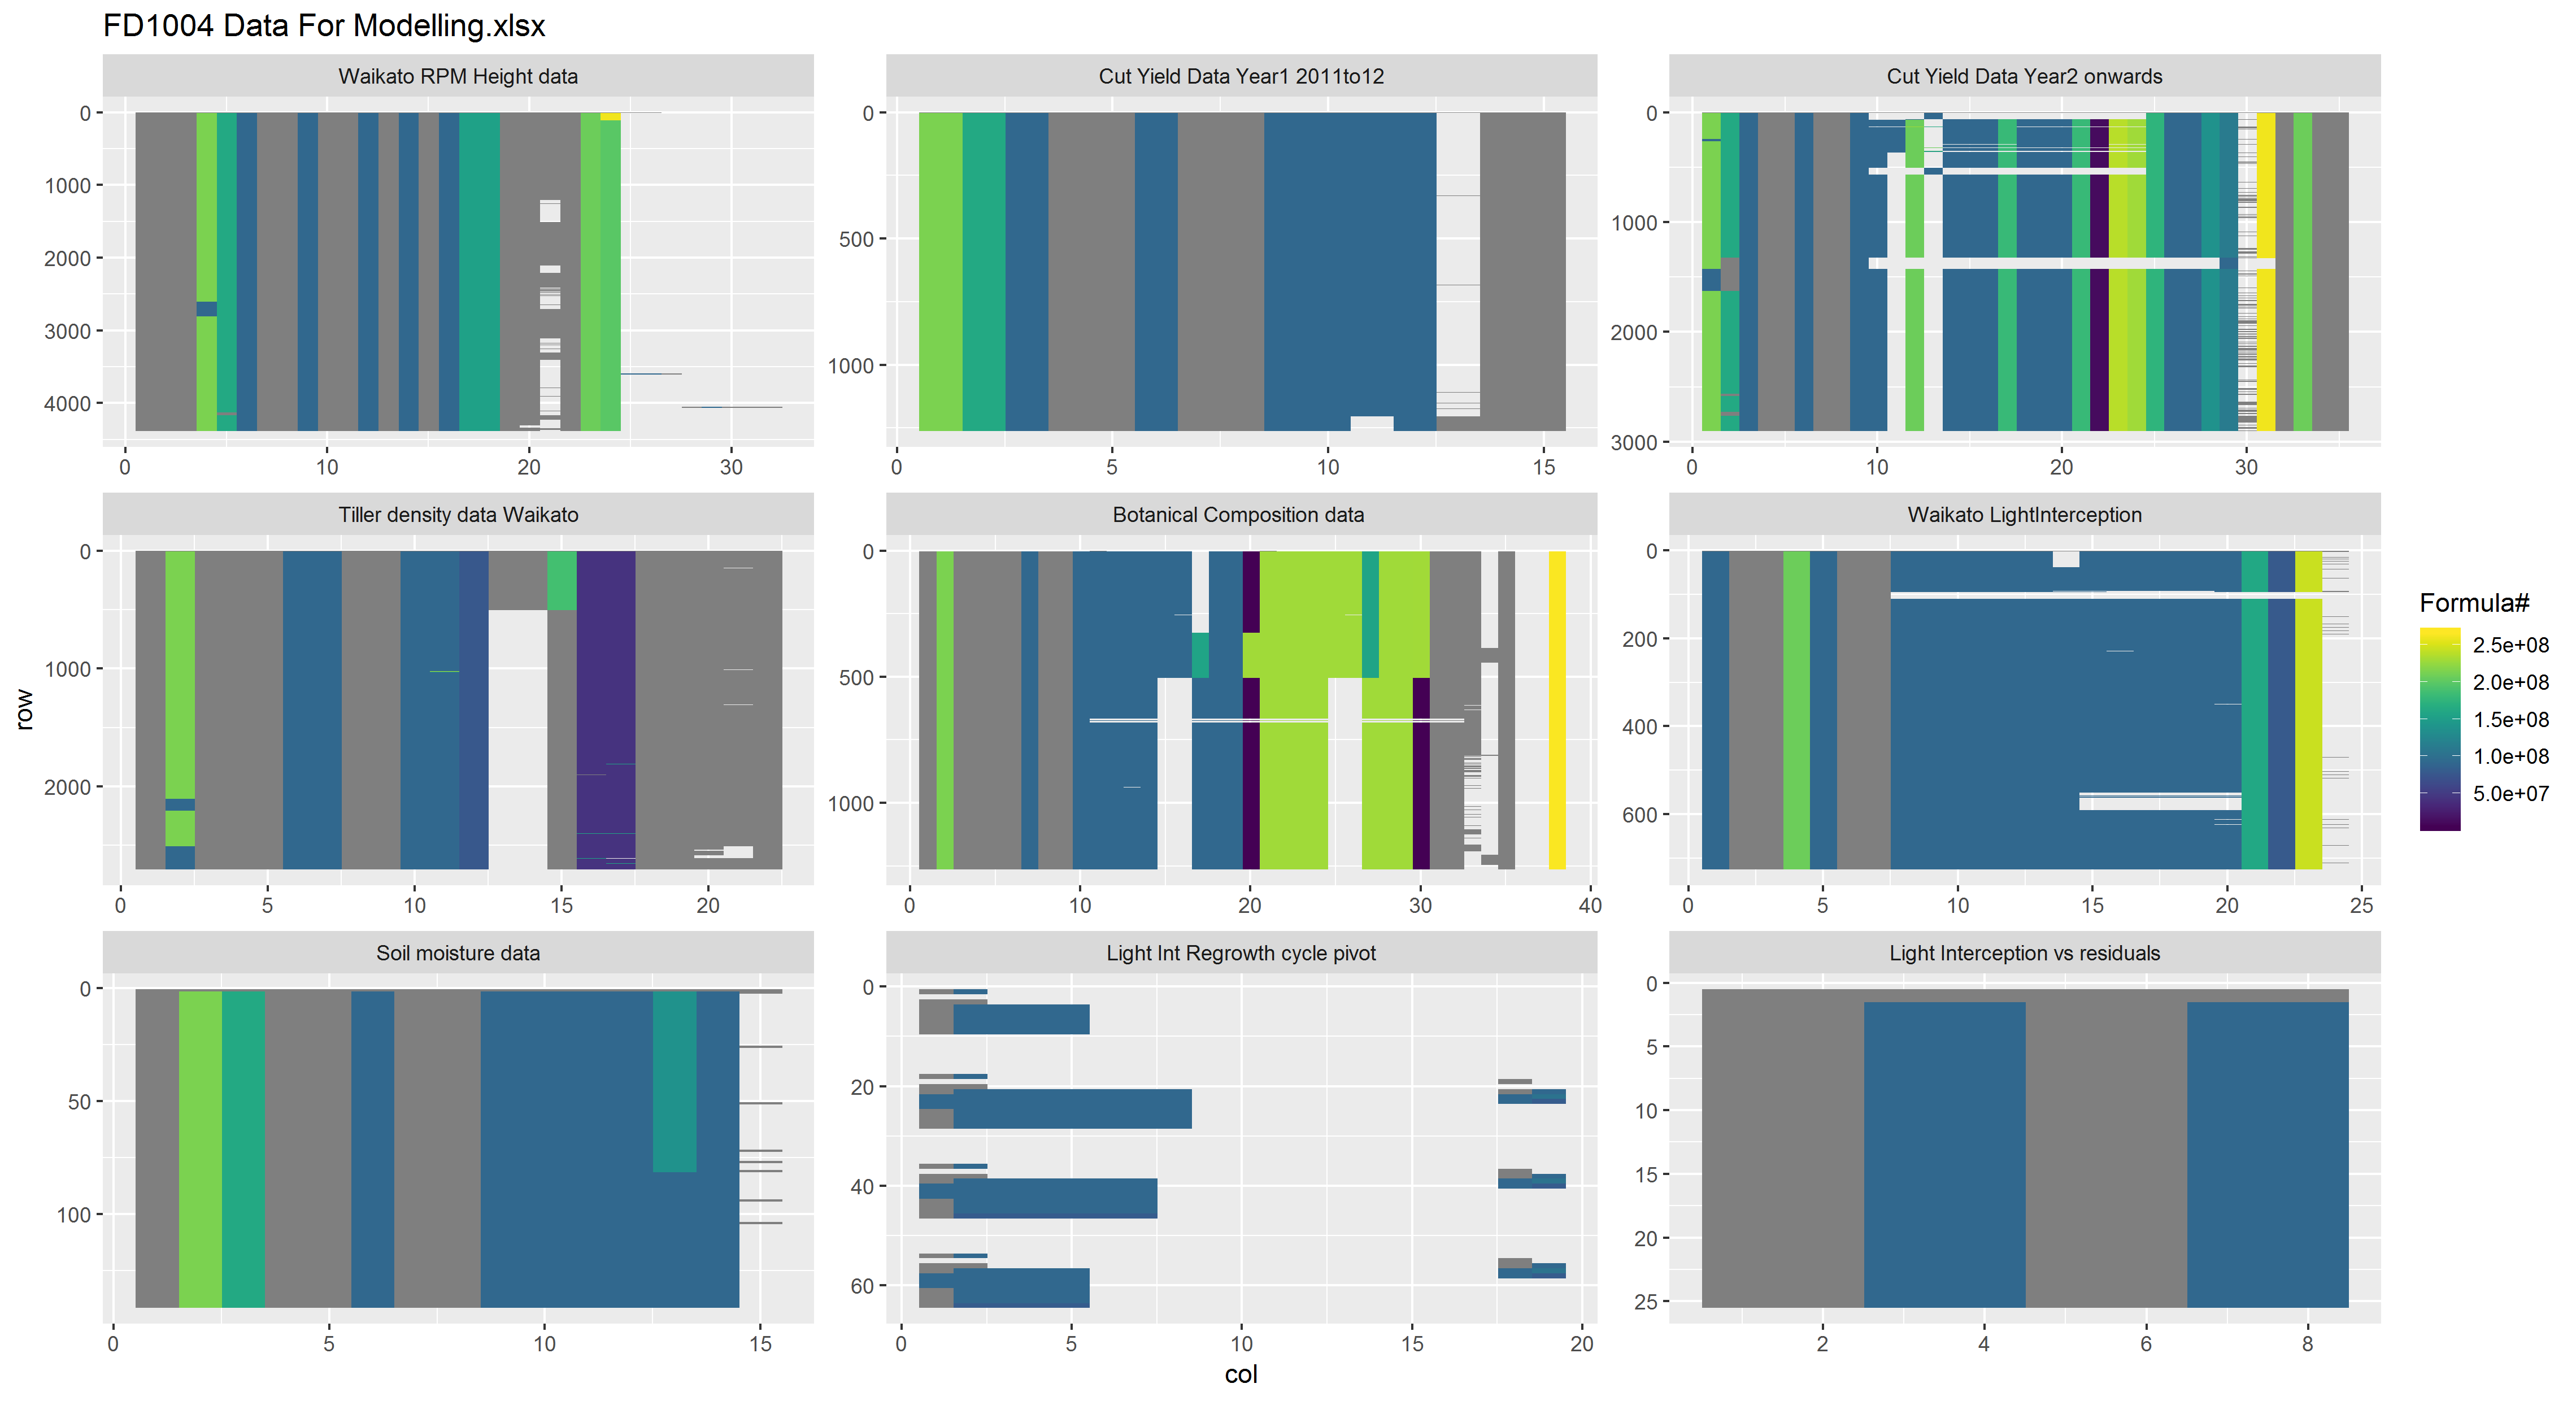 FD1004 Data For Modelling.xlsx
Waikato RPM Height data
Cut Yield Data Year1 2011to12
Cut Yield Data Year2 onwards
0
1000
2000
3000
4000
0 10 20 30
0
500
1000
0 5 10 15
0
1000
2000
3000
0 10 20 30
Tiller density data Waikato
Botanical Composition data
Waikato LightInterception
0
1000
2000
0 5 10 15 20
0
500
1000
0 10 20 30 40
0
200
400
600
0 5 10 15 20 25
Soil moisture data
Light Int Regrowth cycle pivot
Light Interception vs residuals
0
50
100
0 5 10 15
0
20
40
60
0 5 10 15 20
0
5
10
15
20
25
2 4 6 8
row
col
Formula#
2.5e+08
2.0e+08
1.5e+08
1.0e+08
5.0e+07